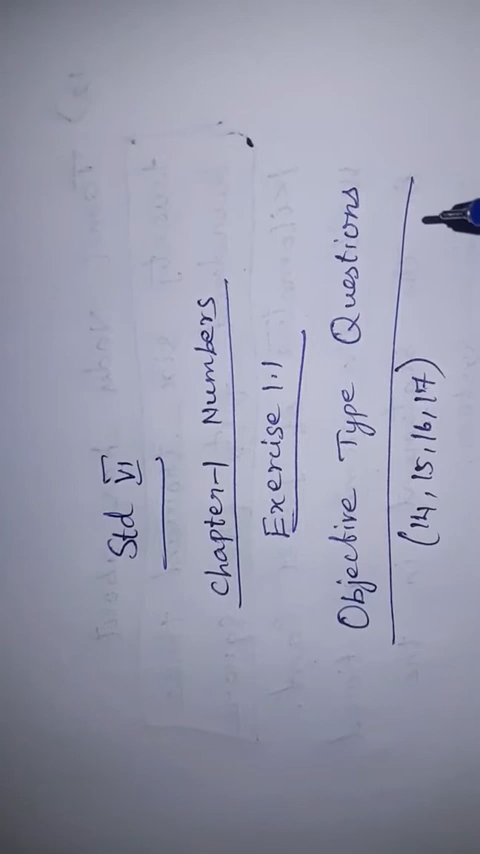 Std VI
Chapter-1 Numbers
Exercise 1.1
Objective Type Questions
(14, 15, 16, 17)